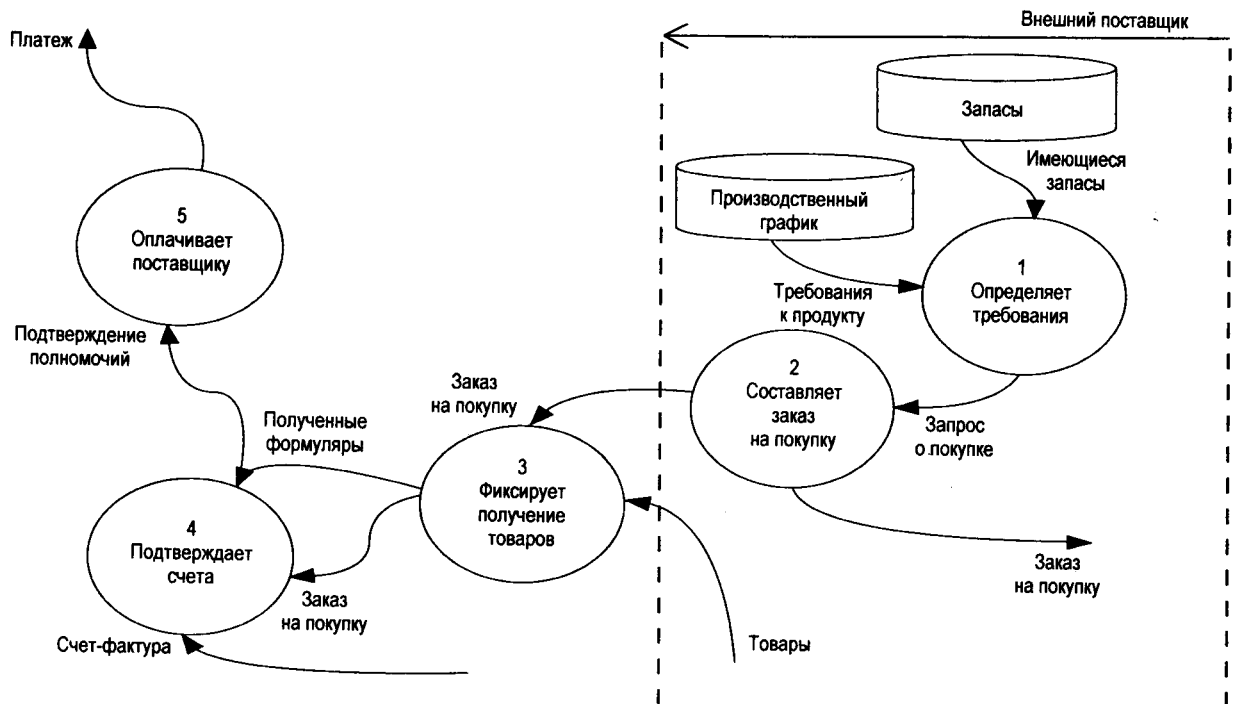 Внешний поставщик
Платеж
Запасы
Имеющиеся
запасы
Производственный
график
5
Оплачивает
поставщику
1
Определяет
требования
Требования
к продукту
Подтверждение
полномочий
2
Составляет
заказ
на покупку
Заказ
на покупку
Запрос
о покупке
Полученные
формуляры
3
Фиксирует
получение
товаров
4
Подтверждает
счета
Заказ
на покупку
Заказ
на покупку
Счет-фактура
Товары